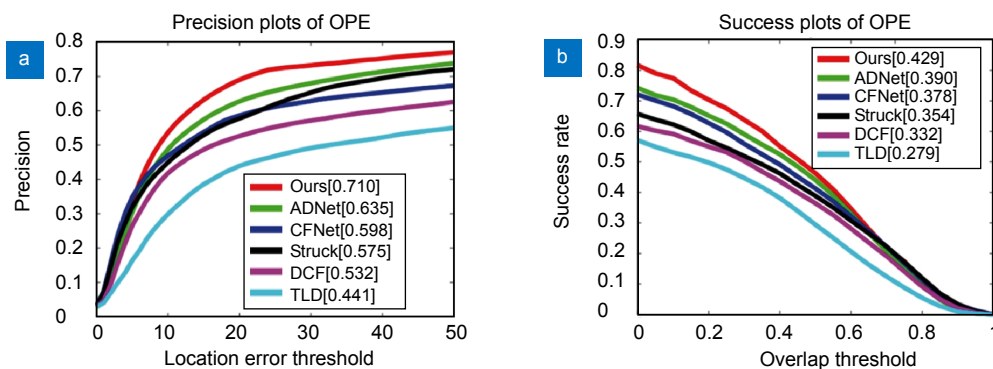 Precision plots of OPE
a
0.8
0.7
0.6
0.5
0.4
0.3
0.2
0.1
0
Precision
Ours[0.710]
ADNet[0.635]
CFNet[0.598]
Struck[0.575]
DCF[0.532]
TLD[0.441]
0 10 20 30 40 50
Location error threshold
Success plots of OPE
b
0.9
0.8
0.7
0.6
0.5
0.4
0.3
0.2
0.1
0
Success rate
Ours[0.429]
ADNet[0.390]
CFNet[0.378]
Struck[0.354]
DCF[0.332]
TLD[0.279]
0 0.2 0.4 0.6 0.8 1
Overlap threshold